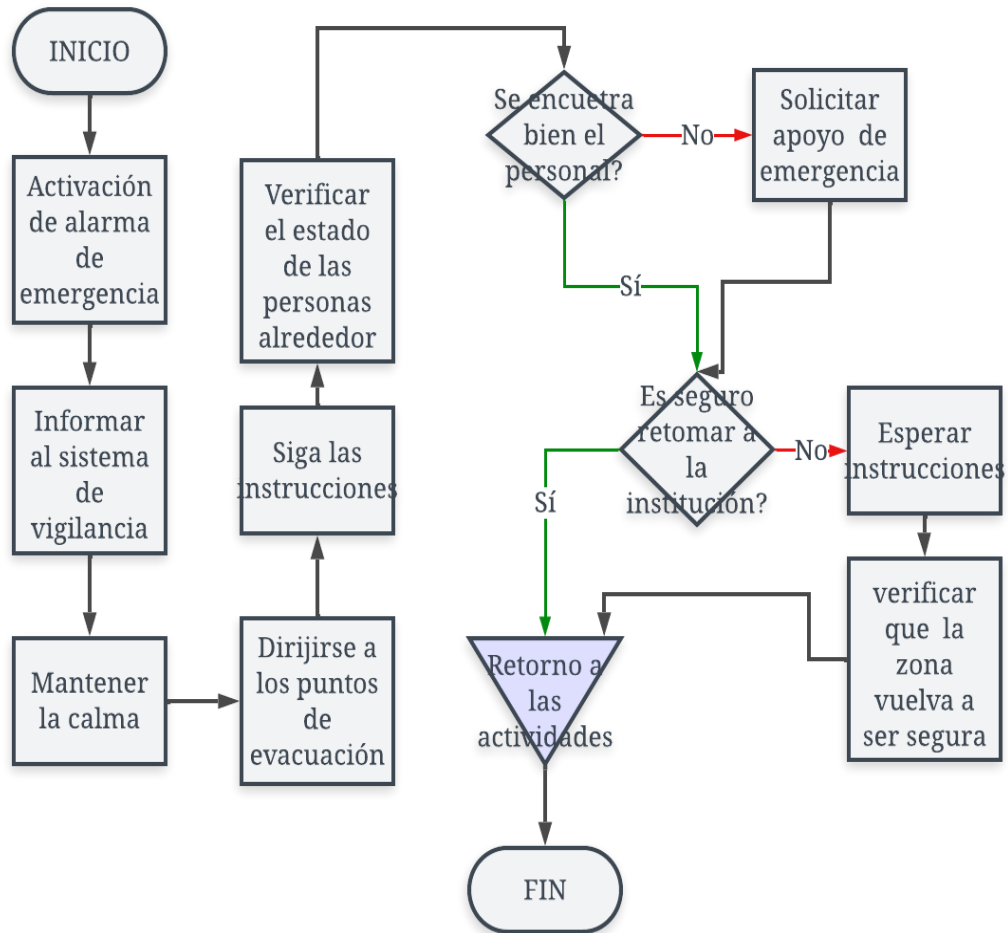 INICIO
Activación
de alarma
de
emergencia
Informar
al sistema
de
vigilancia
Mantener
la calma
Dirijirse a
los puntos
de
evacuación
Siga las
instrucciones
Verificar
el estado
de las
personas
alrededor
Se encuetra
bien el
personal?
No
Solicitar
apoyo de
emergencia
Sí
Es seguro
retomar a
la
institución?
No
Esperar
instrucciones
verificar
que la
zona
vuelva a
ser segura
Sí
Retorno a
las
actividades
FIN